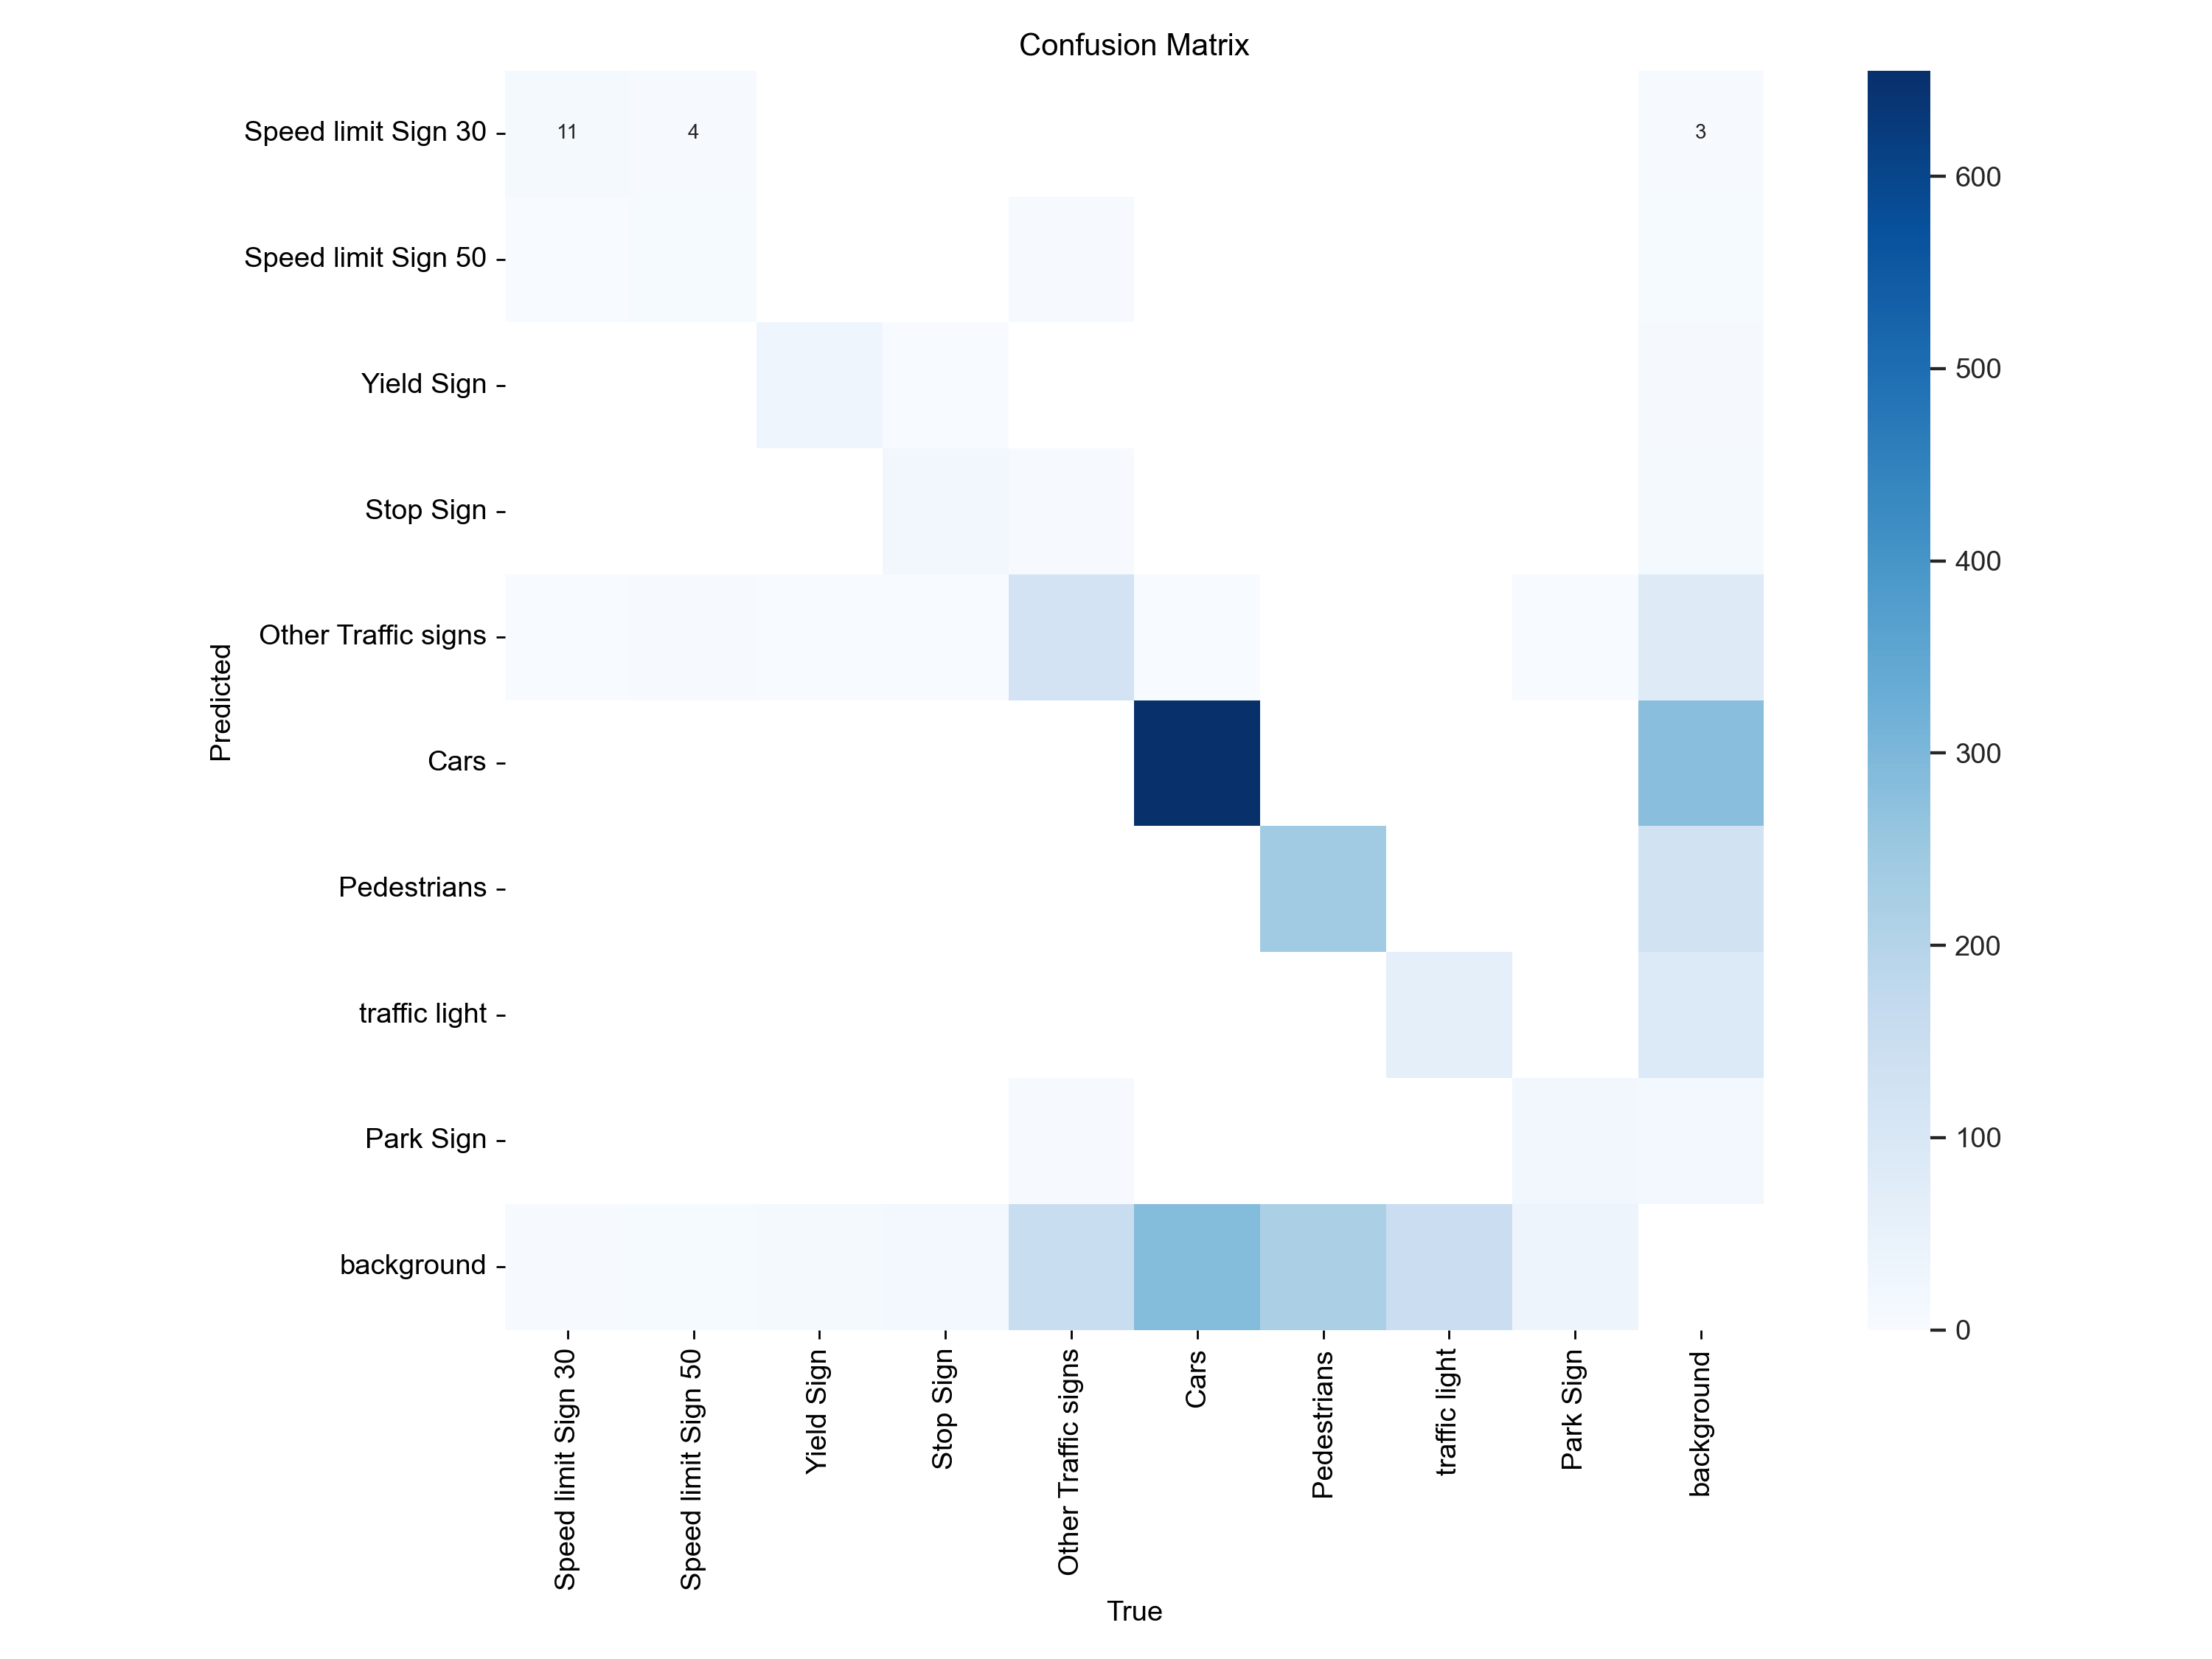 Confusion Matrix
Speed limit Sign 30
11
4
3
Speed limit Sign 50
Yield Sign
Stop Sign
Other Traffic signs
Cars
Pedestrians
traffic light
Park Sign
background
Predicted
600
500
400
300
200
100
0
Speed limit Sign 30
Speed limit Sign 50
Yield Sign
Stop Sign
Other Traffic signs
Cars
Pedestrians
traffic light
Park Sign
background
True